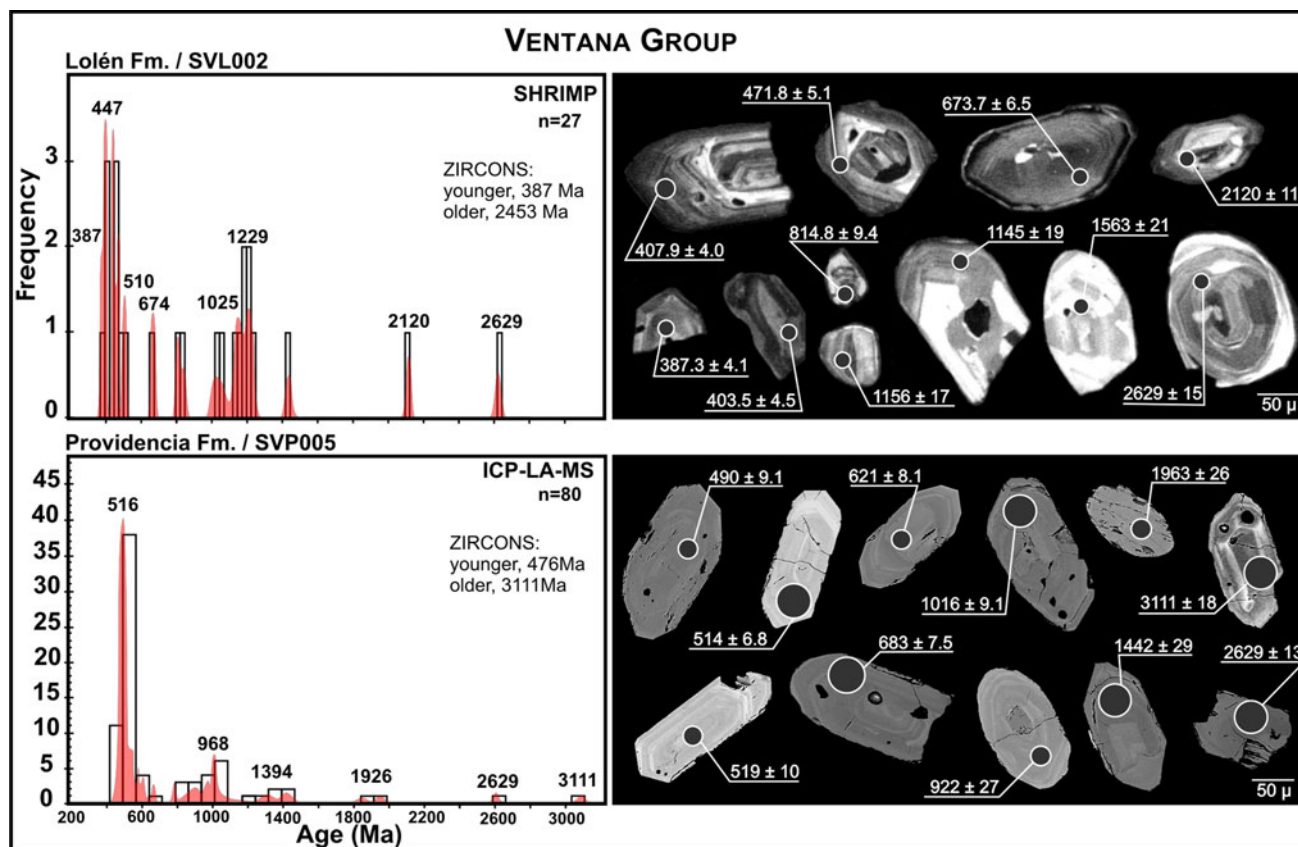 VENTANA GROUP
Lolén Fm. / SVL002
SHRIMP
n=27
ZIRCONS:
younger, 387 Ma
older, 2453 Ma
Frequency
3
2
1
0
447
387
510
674
1025
1229
2120
2629
471.8 ± 5.1
673.7 ± 6.5
2120 ± 11
407.9 ± 4.0
814.8 ± 9.4
1145 ± 19
1563 ± 21
387.3 ± 4.1
403.5 ± 4.5
1156 ± 17
2629 ± 15
50 µ
Providencia Fm. / SVP005
ICP-LA-MS
n=80
ZIRCONS:
younger, 476Ma
older, 3111Ma
45
40
35
30
25
20
15
10
5
0
516
968
1394
1926
2629
3111
200 600 1000 1400 1800 2200 2600 3000
Age (Ma)
490 ± 9.1
621 ± 8.1
1963 ± 26
514 ± 6.8
1016 ± 9.1
3111 ± 18
683 ± 7.5
1442 ± 29
2629 ± 13
519 ± 10
922 ± 27
50 µ